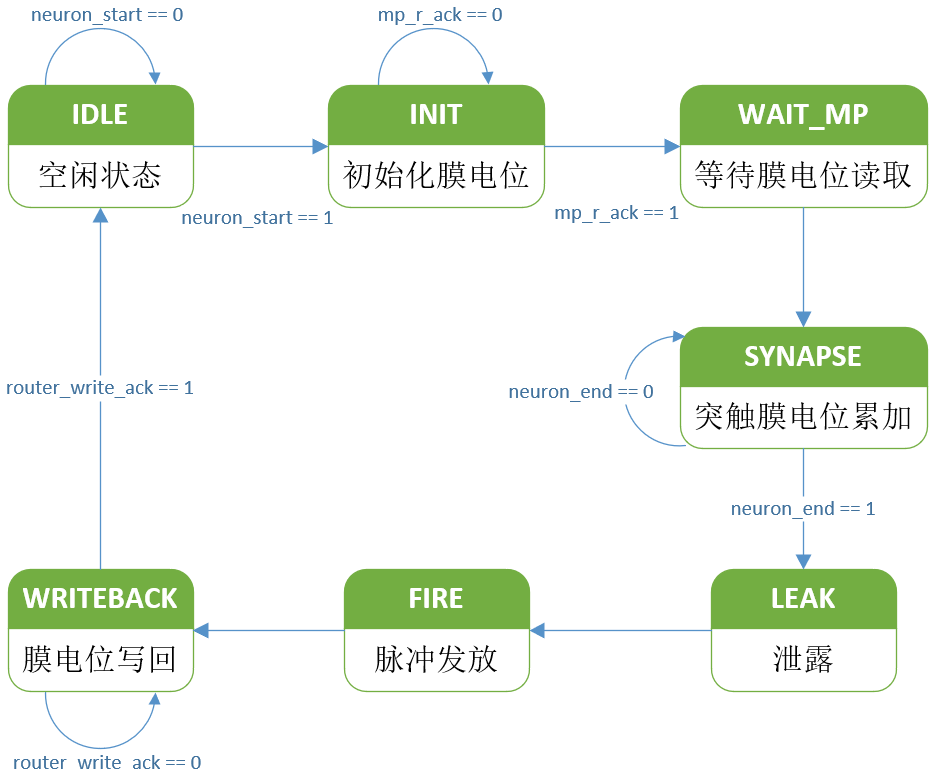 neuron_start == 0
mp_r_ack == 0
IDLE
空闲状态
INIT
初始化膜电位
WAIT_MP
等待膜电位读取
neuron_start == 1
mp_r_ack == 1
SYNAPSE
突触膜电位累加
router_write_ack == 1
neuron_end == 0
neuron_end == 1
WRITEBACK
膜电位写回
FIRE
脉冲发放
LEAK
泄露
router_write_ack == 0